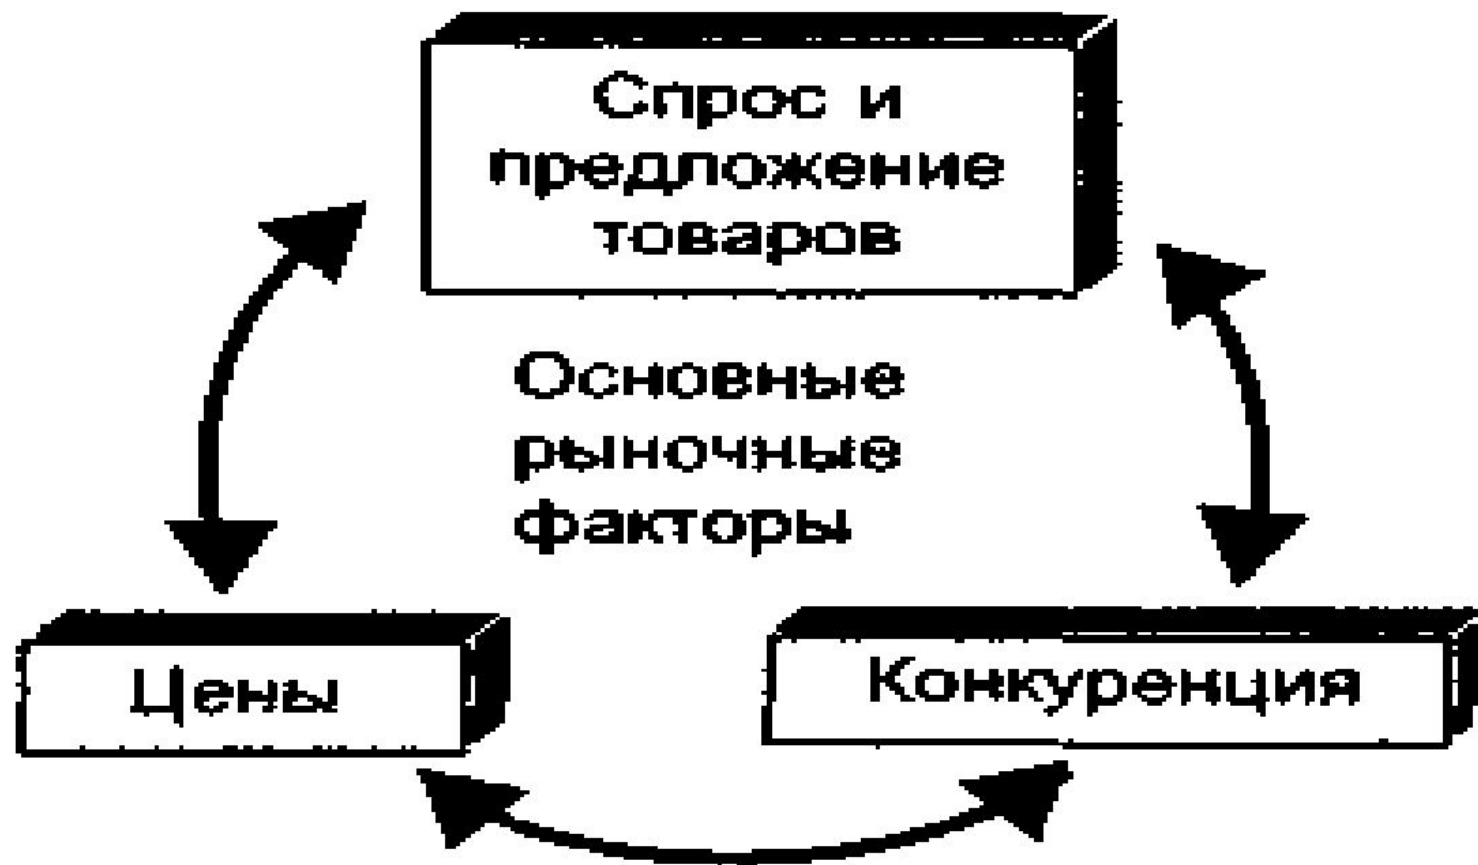 Спрос и
предложение
товаров
Основные
рыночные
факторы
Цены
Конкуренция